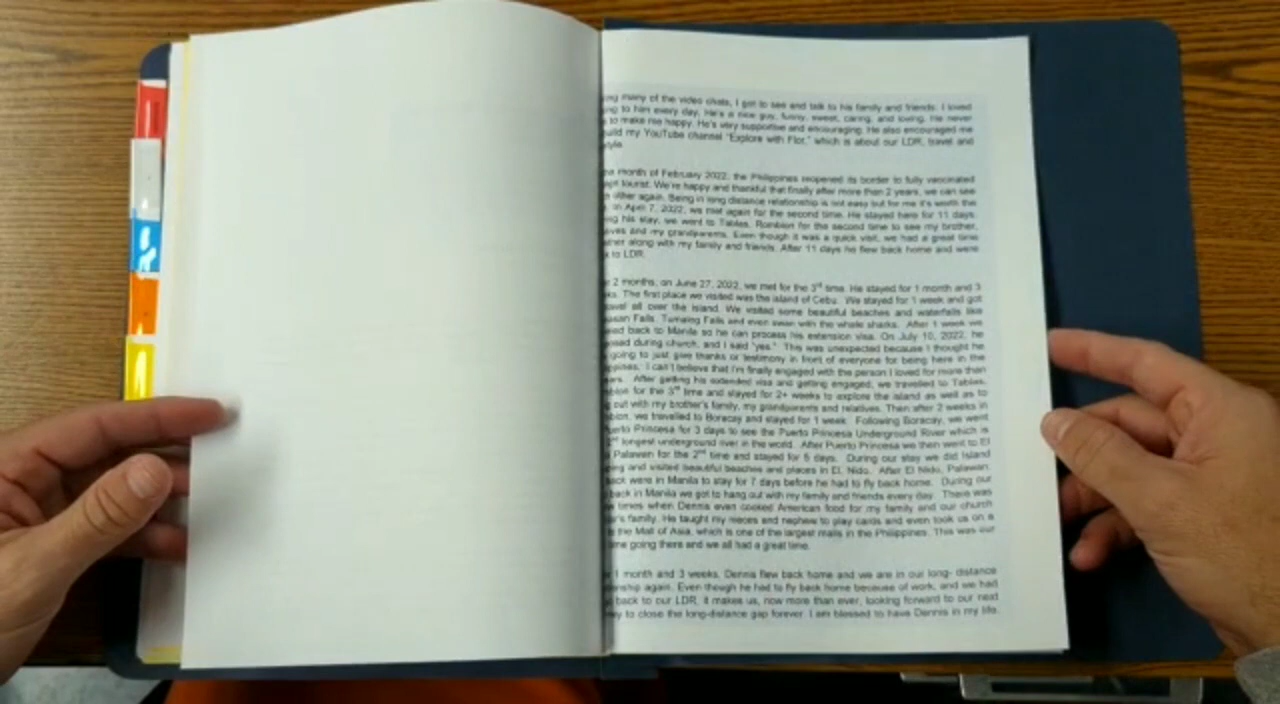 many of the video chats, I got to see and talk to his family and friends. I loved
to him every day. He's a nice guy, funny, sweet, caring, and loving. He never
to make me happy. He's very supportive and encouraging. He also encouraged me
my YouTube channel "Explore with Flor," which is about our LDR, travel and
month of February 2022, the Philippines reopened its border to fully vaccinated
tourist. We're happy and thankful that finally after more than 2 years, we can see
other again. Being in long distance relationship is not easy but for me it's worth the
In April 7, 2022, we met again for the second time. He stayed here for 11 days.
his stay, we went to Tablas, Romblon for the second time to see my brother,
and my grandparents. Even though it was a quick visit, we had a great time
along with my family and friends. After 11 days he flew back home and were
to LDR.
2 months, on June 27, 2022, we met for the 3rd time. He stayed for 1 month and 3
The first place we visited was the island of Cebu. We stayed for 1 week and got
all over the island. We visited some beautiful beaches and waterfalls like
Falls, Tumalog Falls and even swam with the whale sharks. After 1 week we
back to Manila so he can process his extension visa. On July 10, 2022, he
during church, and I said "yes." This was unexpected because I thought he
going to just give thanks or testimony in front of everyone for being here in the
I can't believe that I'm finally engaged with the person I loved for more than
After getting his extended visa and getting engaged, we travelled to Tablas,
for the 3rd time and stayed for 2+ weeks to explore the island as well as to
out with my brother's family, my grandparents and relatives. Then after 2 weeks in
we travelled to Boracay and stayed for 1 week. Following Boracay, we went
Princesa for 3 days to see the Puerto Princesa Underground River which is
2nd longest underground river in the world. After Puerto Princesa we then went to El
Palawan for the 2nd time and stayed for 6 days. During our stay we did Island
and visited beautiful beaches and places in El. Nido. After El Nido, Palawan
back were in Manila to stay for 7 days before he had to fly back home. During our
back in Manila we got to hang out with my family and friends every day. There was
times when Dennis even cooked American food for my family and our church
family. He taught my nieces and nephew to play cards and even took us on a
the Mall of Asia, which is one of the largest malls in the Philippines. This was our
time going there and we all had a great time.
1 month and 3 weeks, Dennis flew back home and we are in our long- distance
again. Even though he had to fly back home because of work, and we had
back to our LDR, it makes us, now more than ever, looking forward to our next
to close the long-distance gap forever. I am blessed to have Dennis in my life.